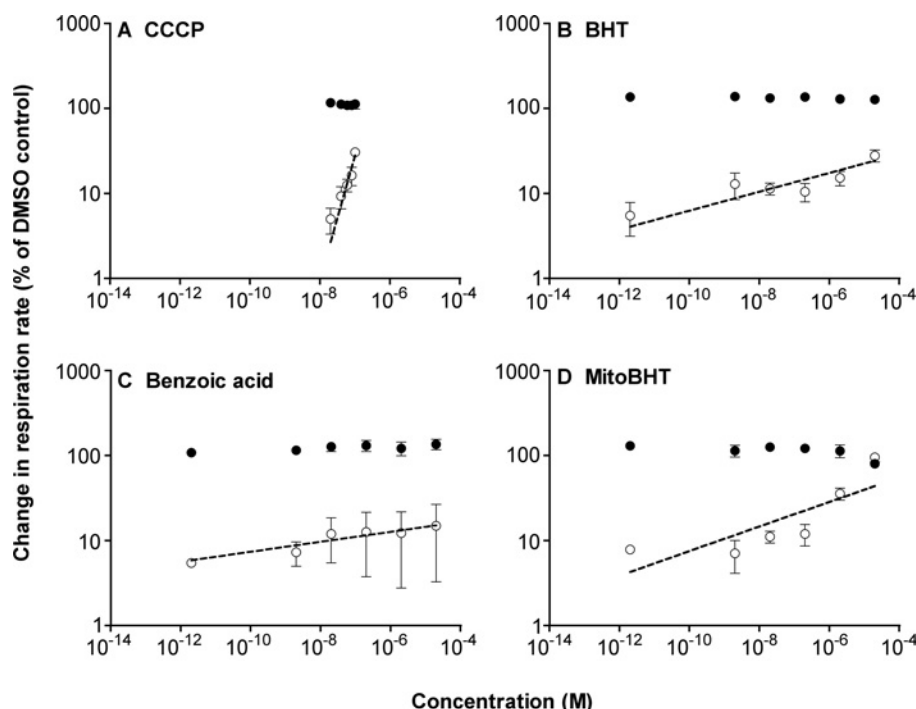 Change in respiration rate (% of DMSO control)
A CCCP
1000
100
10
1
10⁻¹⁴ 10⁻¹² 10⁻¹⁰ 10⁻⁸ 10⁻⁶ 10⁻⁴
B BHT
1000
100
10
1
10⁻¹⁴ 10⁻¹² 10⁻¹⁰ 10⁻⁸ 10⁻⁶ 10⁻⁴
C Benzoic acid
1000
100
10
1
10⁻¹⁴ 10⁻¹² 10⁻¹⁰ 10⁻⁸ 10⁻⁶ 10⁻⁴
D MitoBHT
1000
100
10
1
10⁻¹⁴ 10⁻¹² 10⁻¹⁰ 10⁻⁸ 10⁻⁶ 10⁻⁴
Concentration (M)